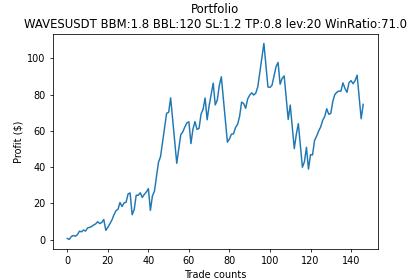 Portfolio
WAVESUSDT BBM:1.8 BBL:120 SL:1.2 TP:0.8 lev:20 WinRatio:71.0
100
80
60
40
20
0
Profit ($)
0 20 40 60 80 100 120 140
Trade counts